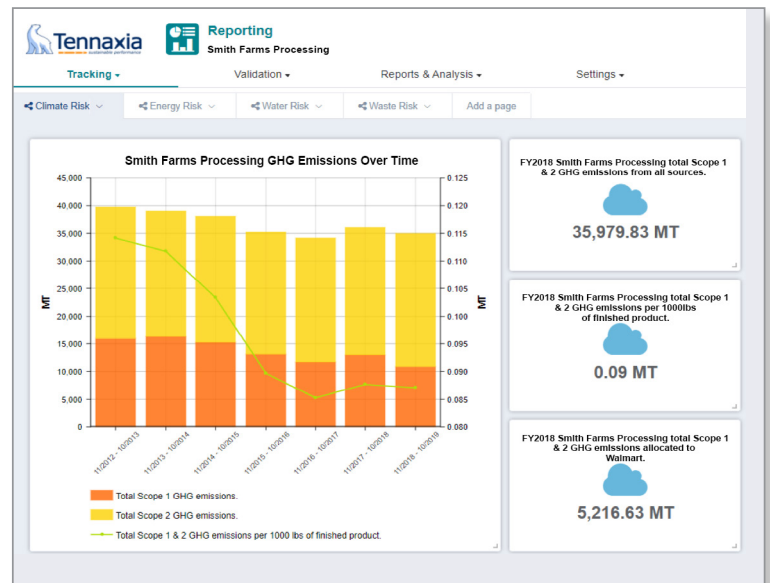 Tennaxia
sustainable performance
Reporting
Smith Farms Processing
Tracking
Validation
Reports & Analysis
Settings
Climate Risk
Energy Risk
Water Risk
Waste Risk
Add a page
Smith Farms Processing GHG Emissions Over Time
45,000
40,000
35,000
30,000
25,000
20,000
15,000
10,000
5,000
0
MT
0.125
0.120
0.115
0.110
0.105
0.100
0.095
0.090
0.085
0.080
MT
11/2012 - 10/2013
11/2013 - 10/2014
11/2014 - 10/2015
11/2015 - 10/2016
11/2016 - 10/2017
11/2017 - 10/2018
11/2018 - 10/2019
Total Scope 1 GHG emissions.
Total Scope 2 GHG emissions.
Total Scope 1 & 2 GHG emissions per 1000 lbs of finished product.
FY2018 Smith Farms Processing total Scope 1
& 2 GHG emissions from all sources.
35,979.83 MT
FY2018 Smith Farms Processing total Scope 1
& 2 GHG emissions per 1000lbs
of finished product.
0.09 MT
FY2018 Smith Farms Processing total Scope 1
& 2 GHG emissions allocated to
Walmart.
5,216.63 MT